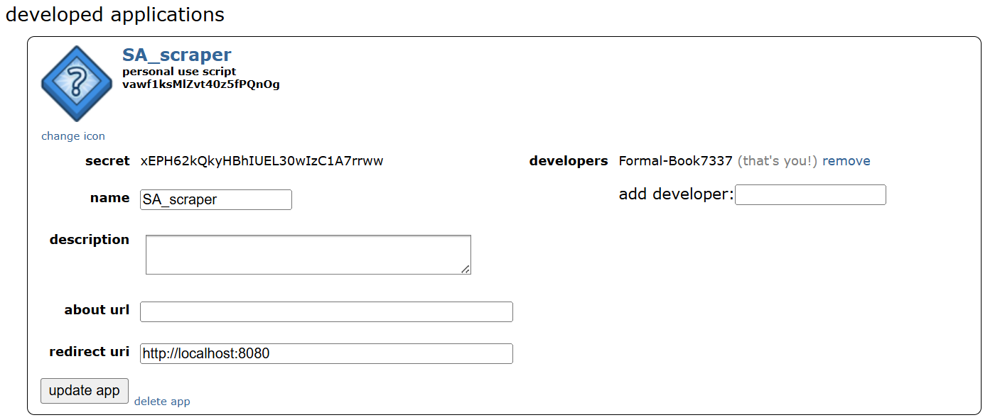 developed applications
SA_scraper
personal use script
vawf1ksMlZvt40z5fPQnOg
change icon
secret xEPH62kQkyHBhIUEL30wIzC1A7rrww
developers Formal-Book7337 (that's you!) remove
name SA_scraper
add developer:
description
about url
redirect uri http://localhost:8080
update app delete app